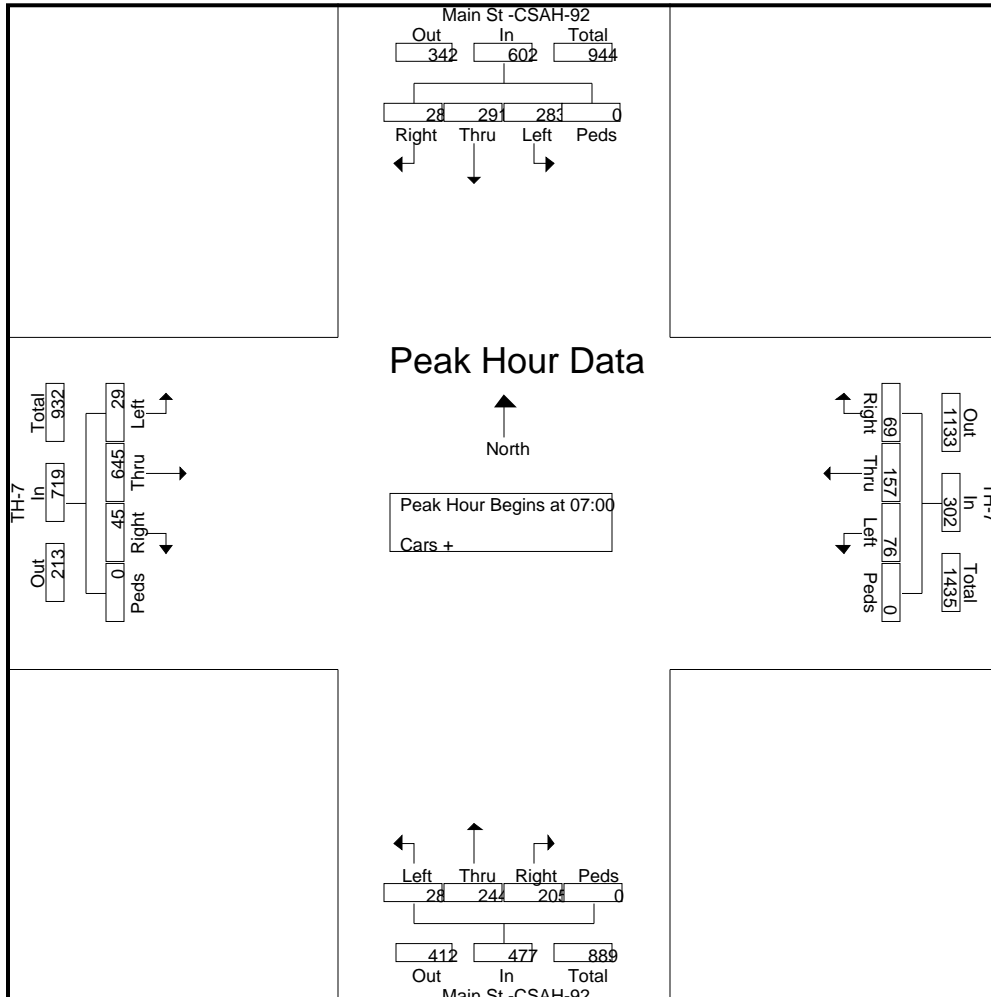 Main St -CSAH-92
Out In Total
342 602 944
28 291 283 0
Right Thru Left Peds
Peak Hour Data
North
Peak Hour Begins at 07:00
Cars +
TH-7
Total In Out
932 719 213
29 645 45 0
Left Thru Right Peds
Right Thru Left Peds
69 157 76 0
Out In Total
1133 302 1435
TH-7
Left Thru Right Peds
28 244 205 0
412 477 889
Out In Total
Main St -CSAH-92